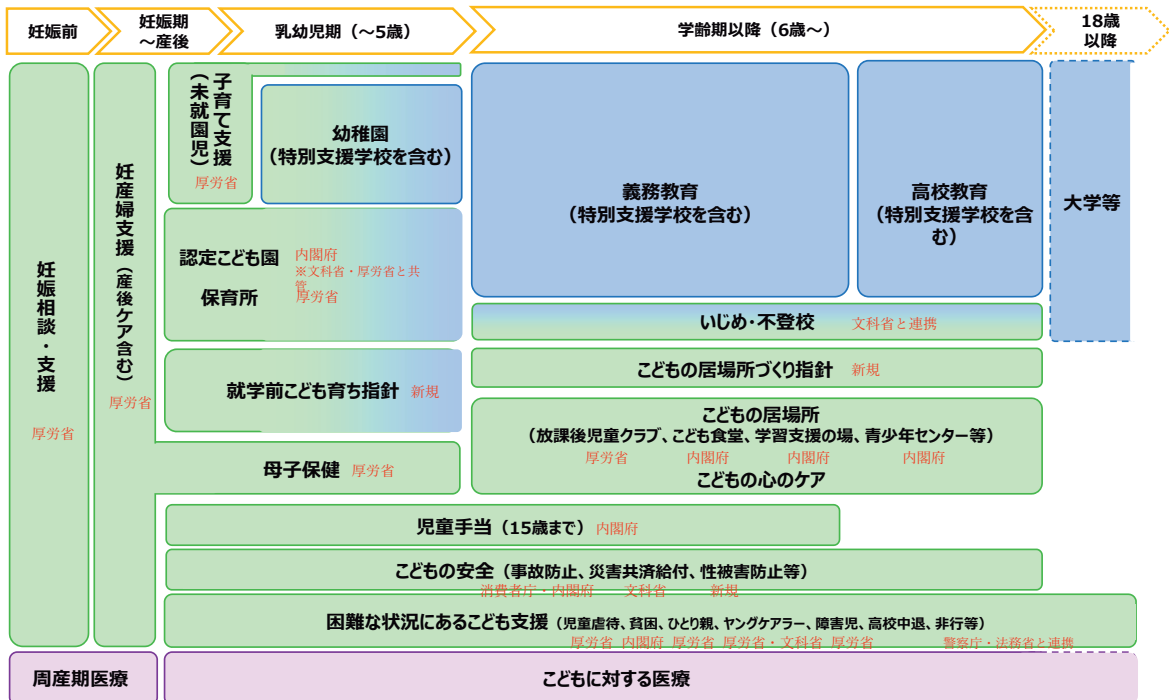 妊娠前
妊娠期
～産後
乳幼児期（～5歳）
学齢期以降（6歳～）
18歳
以降
妊娠相談・支援
厚労省
妊産婦支援（産後ケア含む）
厚労省
子育て支援
（未就園児）
厚労省
幼稚園
（特別支援学校を含む）
認定こども園
内閣府
※文科省・厚労省と共
管
保育所
厚労省
就学前こども育ち指針 新規
母子保健 厚労省
義務教育
（特別支援学校を含む）
高校教育
（特別支援学校を含
む）
大学等
いじめ・不登校 文科省と連携
こどもの居場所づくり指針 新規
こどもの居場所
（放課後児童クラブ、こども食堂、学習支援の場、青少年センター等）
厚労省 内閣府 内閣府 内閣府
こどもの心のケア
児童手当（15歳まで） 内閣府
こどもの安全（事故防止、災害共済給付、性被害防止等）
消費者庁・内閣府 文科省 新規
困難な状況にあるこども支援（児童虐待、貧困、ひとり親、ヤングケアラー、障害児、高校中退、非行等）
厚労省 内閣府 厚労省 厚労省・文科省 厚労省 警察庁・法務省と連携
周産期医療
こどもに対する医療